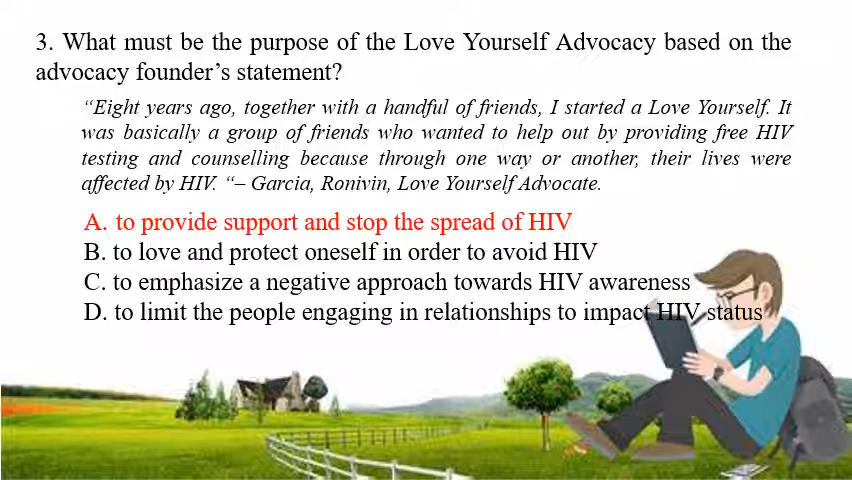 3. What must be the purpose of the Love Yourself Advocacy based on the
advocacy founder’s statement?
“Eight years ago, together with a handful of friends, I started a Love Yourself. It
was basically a group of friends who wanted to help out by providing free HIV
testing and counselling because through one way or another, their lives were
affected by HIV. “– Garcia, Ronivin, Love Yourself Advocate.
A. to provide support and stop the spread of HIV
B. to love and protect oneself in order to avoid HIV
C. to emphasize a negative approach towards HIV awareness
D. to limit the people engaging in relationships to impact HIV status